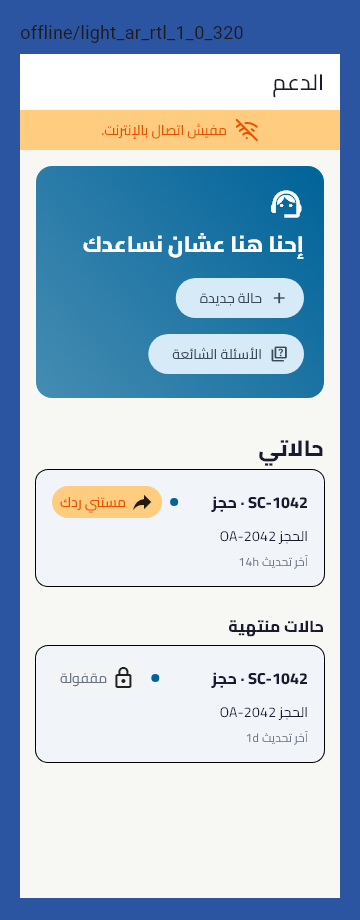 offline/light_ar_rtl_1_0_320
الدعم
مفيش اتصال بالإنترنت.
إحنا هنا عشان نساعدك
حالة جديدة
الأسئلة الشائعة
حالاتي
SC-1042 · حجز
مستني ردك
الحجز OA-2042
آخر تحديث 14h
حالات منتهية
SC-1042 · حجز
مقفولة
الحجز OA-2042
آخر تحديث 1d